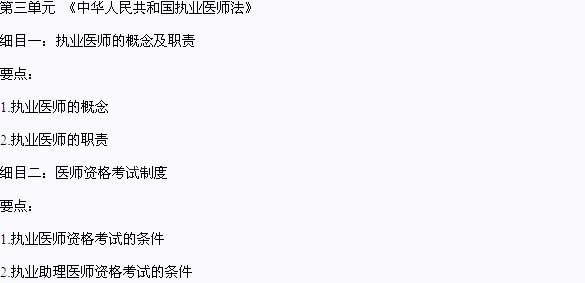 第三单元 《中华人民共和国执业医师法》
细目一：执业医师的概念及职责
要点：
1.执业医师的概念
2.执业医师的职责
细目二：医师资格考试制度
要点：
1.执业医师资格考试的条件
2.执业助理医师资格考试的条件